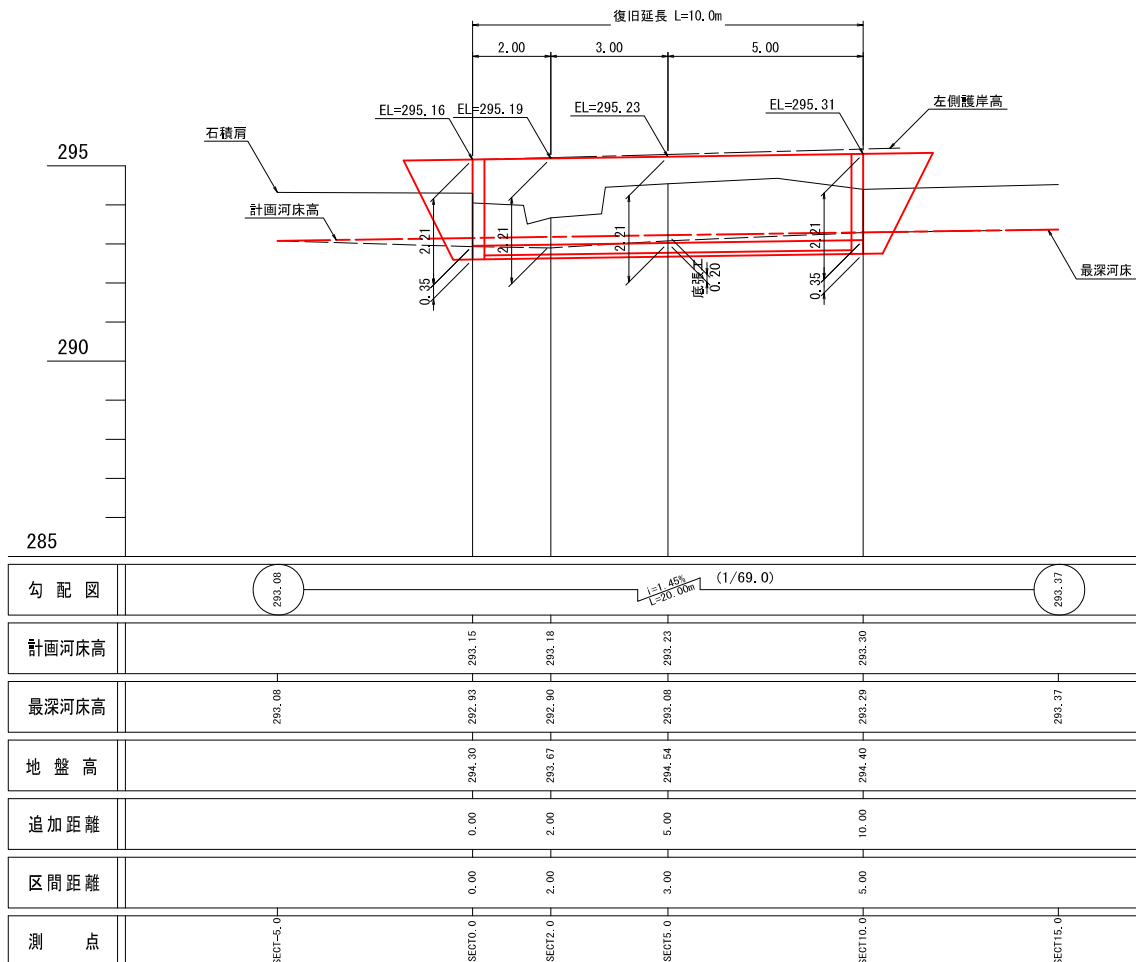 復旧延長 L=10.0m
2.00 3.00 5.00
EL=295.16 EL=295.19 EL=295.23 EL=295.31
左側護岸高
石積肩
計画河床高
最深河床
2.21 2.21 2.21 2.21
0.35 0.35
底張工
0.20
295
290
285
勾配図 293.08 i=1.45% L=20.00m (1/69.0) 293.37
計画河床高 293.15 293.18 293.23 293.30
最深河床高 293.08 292.93 292.90 293.08 293.29 293.37
地盤高 294.30 293.67 294.54 294.40
追加距離 0.00 2.00 5.00 10.00
区間距離 0.00 2.00 3.00 5.00
測点 SECT-5.0 SECT0.0 SECT2.0 SECT5.0 SECT10.0 SECT15.0